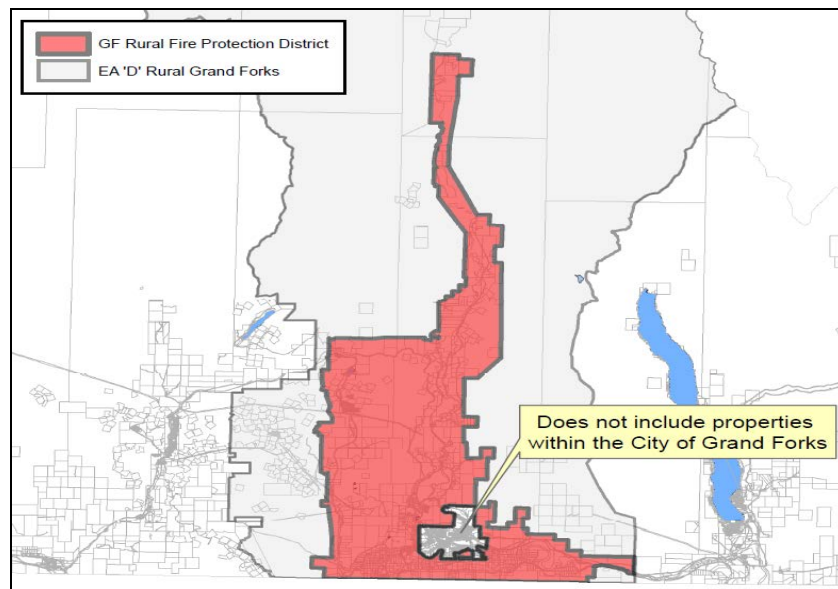 GF Rural Fire Protection District
EA 'D' Rural Grand Forks
Does not include properties
within the City of Grand Forks